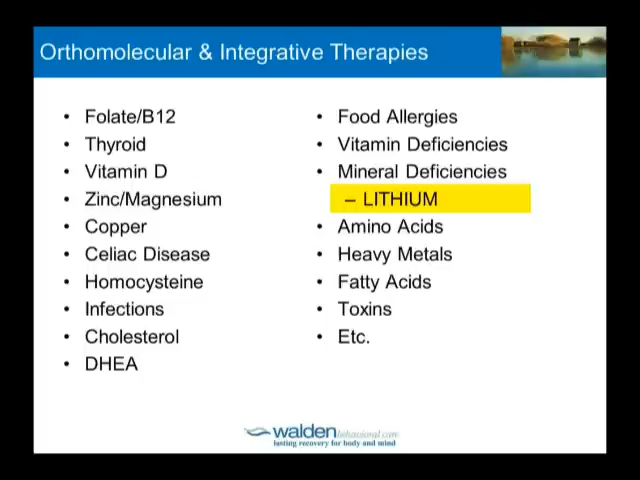 Orthomolecular & Integrative Therapies
• Folate/B12
• Thyroid
• Vitamin D
• Zinc/Magnesium
• Copper
• Celiac Disease
• Homocysteine
• Infections
• Cholesterol
• DHEA
• Food Allergies
• Vitamin Deficiencies
• Mineral Deficiencies
– LITHIUM
• Amino Acids
• Heavy Metals
• Fatty Acids
• Toxins
• Etc.
walden behavioral care
lasting recovery for body and mind